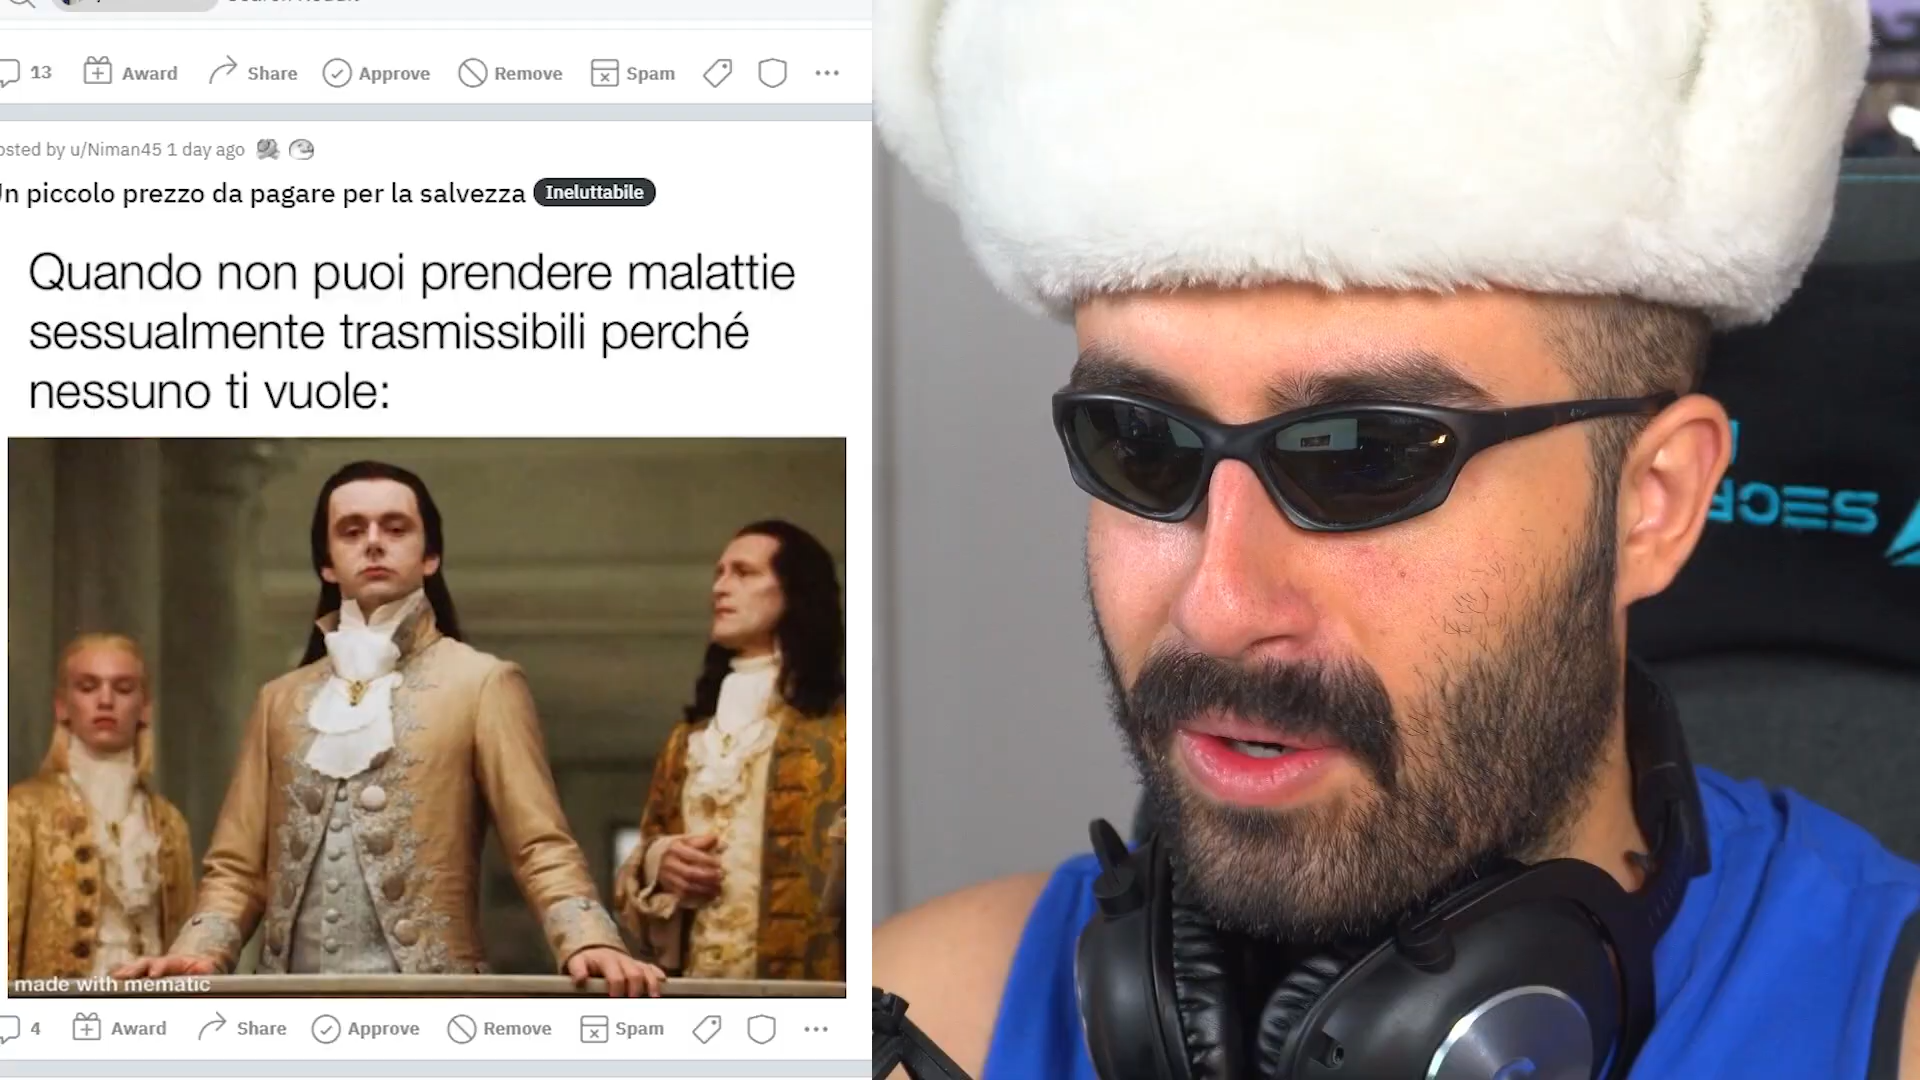 13 Award Share Approve Remove Spam
osted by u/Niman45 1 day ago
n piccolo prezzo da pagare per la salvezza Ineluttabile
Quando non puoi prendere malattie
sessualmente trasmissibili perché
nessuno ti vuole:
made with mematic
4 Award Share Approve Remove Spam